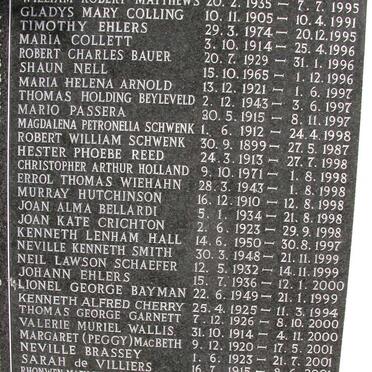 WILLIAM ROBERT MATTHEWS 20. 2. 1935 — 7. 7. 1995
GLADYS MARY COLLING 10. 11. 1905 — 10. 4. 1991
TIMOTHY EHLERS 29. 3. 1974 — 20.12.1995
MARIA COLLETT 3. 10. 1914 — 25. 4. 1996
ROBERT CHARLES BAUER 20. 7. 1929 — 31. 1. 1996
SHAUN NELL 15. 10. 1965 — 1. 12. 1996
MARIA HELENA ARNOLD 13. 12. 1921 — 1. 6. 1997
THOMAS HOLDING BEYLEVELD 2. 12. 1943 — 3. 6. 1997
MARIO PASSERA 20. 5. 1915 — 8. 11. 1997
MAGDALENA PETRONELLA SCHWENK 1. 6. 1912 — 24. 4. 1998
ROBERT WILLIAM SCHWENK 30. 9. 1899 — 27. 5. 1987
HESTER PHOEBE REED 24. 3. 1913 — 27. 7. 1998
CHRISTOPHER ARTHUR HOLLAND 9. 10. 1971 — 1. 8. 1998
ERROL THOMAS WIEHAHN 28. 3. 1943 — 1. 8. 1998
MURRAY HUTCHINSON 16. 12. 1910 — 12. 8. 1998
JOAN ALMA BELLARDI 5. 1. 1934 — 21. 8. 1998
JOAN KATE CRICHTON 2. 6. 1923 — 29. 9. 1998
KENNETH LENHAM HALL 14. 6. 1950 — 30. 8. 1997
NEVILLE KENNETH SMITH 30. 3. 1948 — 21. 11. 1999
NEIL LAWSON SCHAEFER 12. 5. 1932 — 14. 11. 1999
JOHANN EHLERS 15. 7. 1936 — 12. 1. 2000
LIONEL GEORGE BAYMAN 22. 6. 1949 — 21. 1. 1999
KENNETH ALFRED CHERRY 25. 4. 1925 — 11. 3. 1994
THOMAS GEORGE GARNETT 7. 12. 1926 — 8. 10. 2000
VALERIE MURIEL WALLIS 31. 10. 1914 — 4. 11. 2000
MARGARET (PEGGY) MACBETH 9. 12. 1920 — 17. 5. 2001
NEVILLE BRASSEY 1. 6. 1923 — 21. 7. 2001
SARAH de VILLIERS